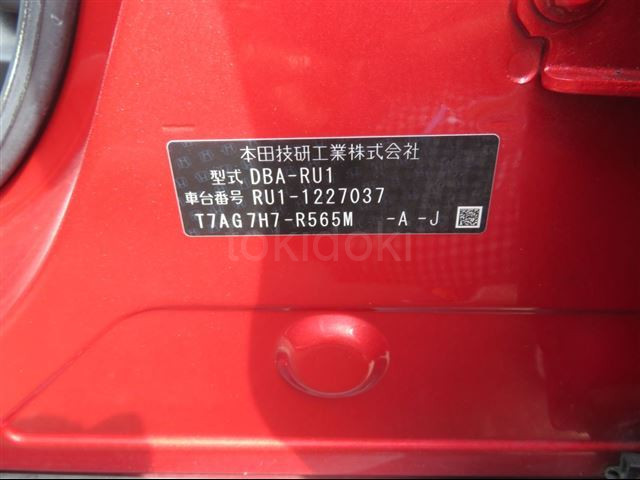 本田技研工業株式会社
型式 DBA-RU1
車台番号 RU1-1227037
T7AG7H7-R565M -A -J
tokidoki